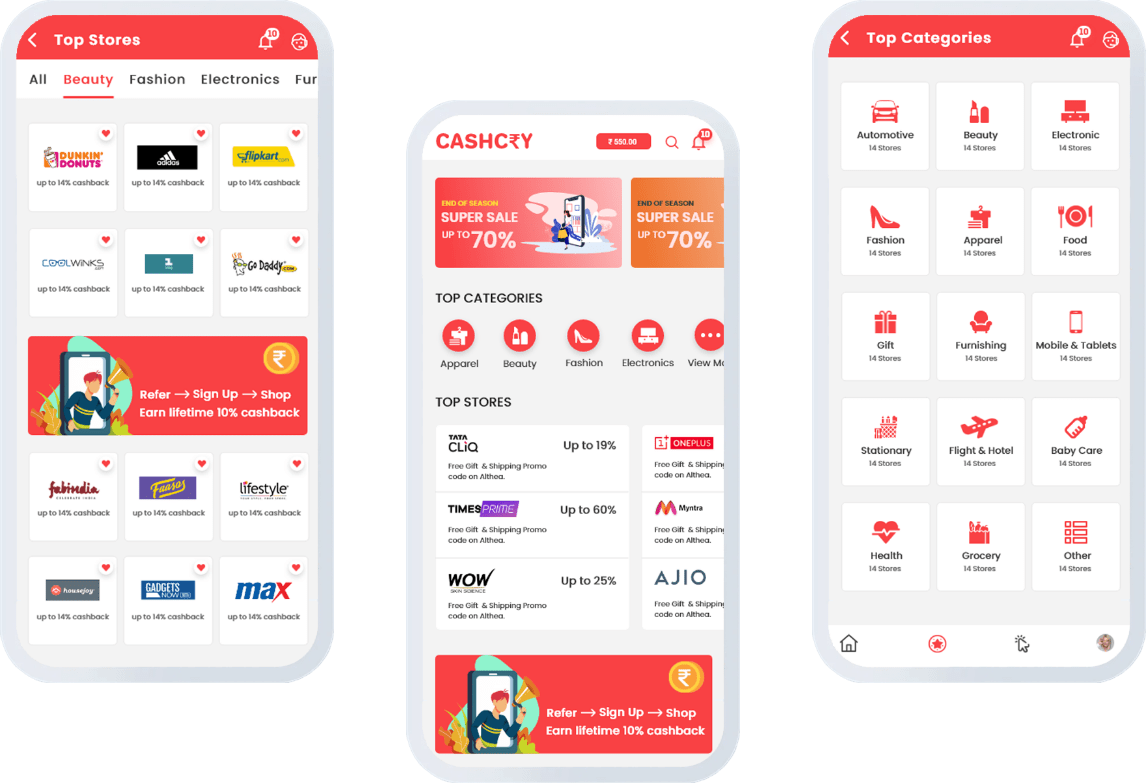 Top Stores
10
All Beauty Fashion Electronics Fur
DUNKIN' DONUTS
adidas
flipkart.com
up to 14% cashback
up to 14% cashback
up to 14% cashback
COOLWINKS
1
GoDaddy.COM
up to 14% cashback
up to 14% cashback
up to 14% cashback
₹
Refer → Sign Up → Shop
Earn lifetime 10% cashback
fabindia
CELEBRATE INDIA
Faasos
lifestyle
up to 14% cashback
up to 14% cashback
up to 14% cashback
housejoy
GADGETS
NOW
max
up to 14% cashback
up to 14% cashback
up to 14% cashback
CASHC₹Y
₹ 550.00
10
END OF SEASON
SUPER SALE
UP TO 70%
END OF SEASON
SUPER SALE
UP TO 70%
TOP CATEGORIES
Apparel
Beauty
Fashion
Electronics
View Mo
TOP STORES
TATA
CLiQ
Up to 19%
Free Gift & Shipping Promo
code on Althea.
1+ ONEPLUS
Free Gift & Shipping
code on Althea.
TIMES PRIME
Up to 60%
Free Gift & Shipping Promo
code on Althea.
Myntra
Free Gift & Shipping
code on Althea.
WOW
SKIN SCIENCE
Up to 25%
Free Gift & Shipping Promo
code on Althea.
AJIO
Free Gift & Shipping
code on Althea.
₹
Refer → Sign Up → Shop
Earn lifetime 10% cashback
Top Categories
10
Automotive
14 Stores
Beauty
14 Stores
Electronic
14 Stores
Fashion
14 Stores
Apparel
14 Stores
Food
14 Stores
Gift
14 Stores
Furnishing
14 Stores
Mobile & Tablets
14 Stores
Stationary
14 Stores
Flight & Hotel
14 Stores
Baby Care
14 Stores
Health
14 Stores
Grocery
14 Stores
Other
14 Stores